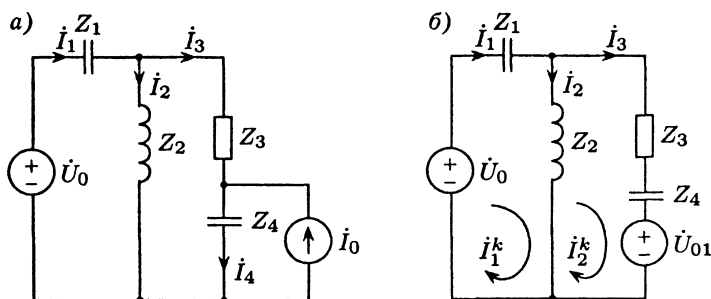 а)
Z₁
İ₁
İ₃
İ₂
Z₂
Z₃
+
−
U̇₀
Z₄
İ₀
İ₄
б)
Z₁
İ₁
İ₃
İ₂
Z₂
Z₃
+
−
U̇₀
Z₄
İ₁ᵏ
İ₂ᵏ
+
−
U̇₀₁